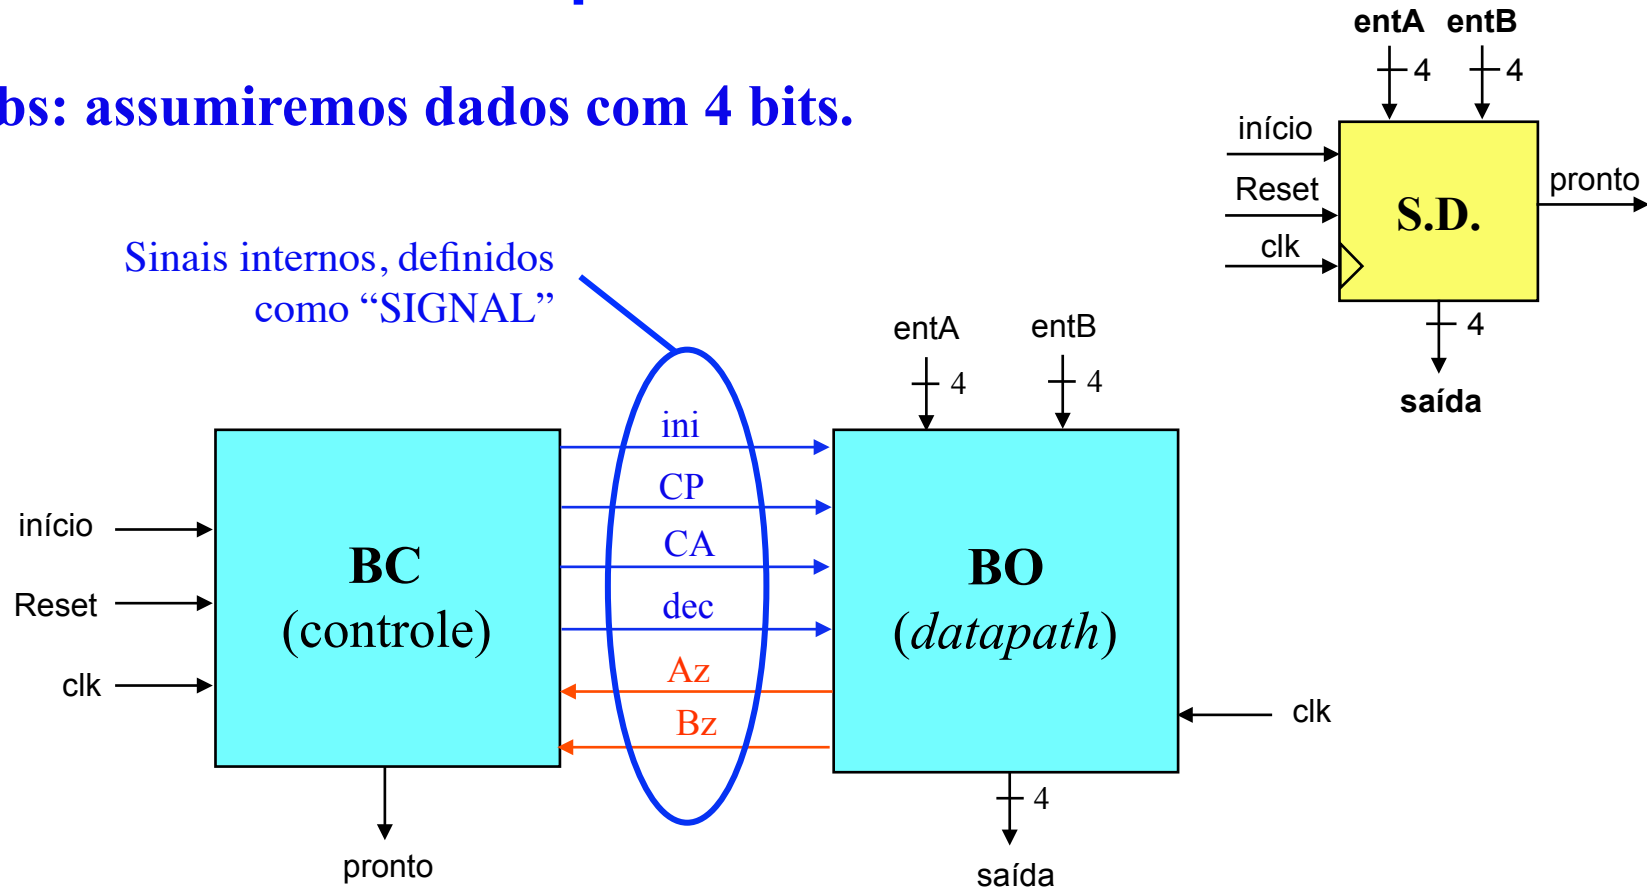 bs: assumiremos dados com 4 bits.
entA entB
4 4
início
Reset
clk
S.D.
pronto
4
saída
Sinais internos, definidos
como “SIGNAL”
entA entB
4 4
ini
CP
CA
dec
Az
Bz
início
Reset
clk
BC
(controle)
pronto
BO
(datapath)
clk
4
saída